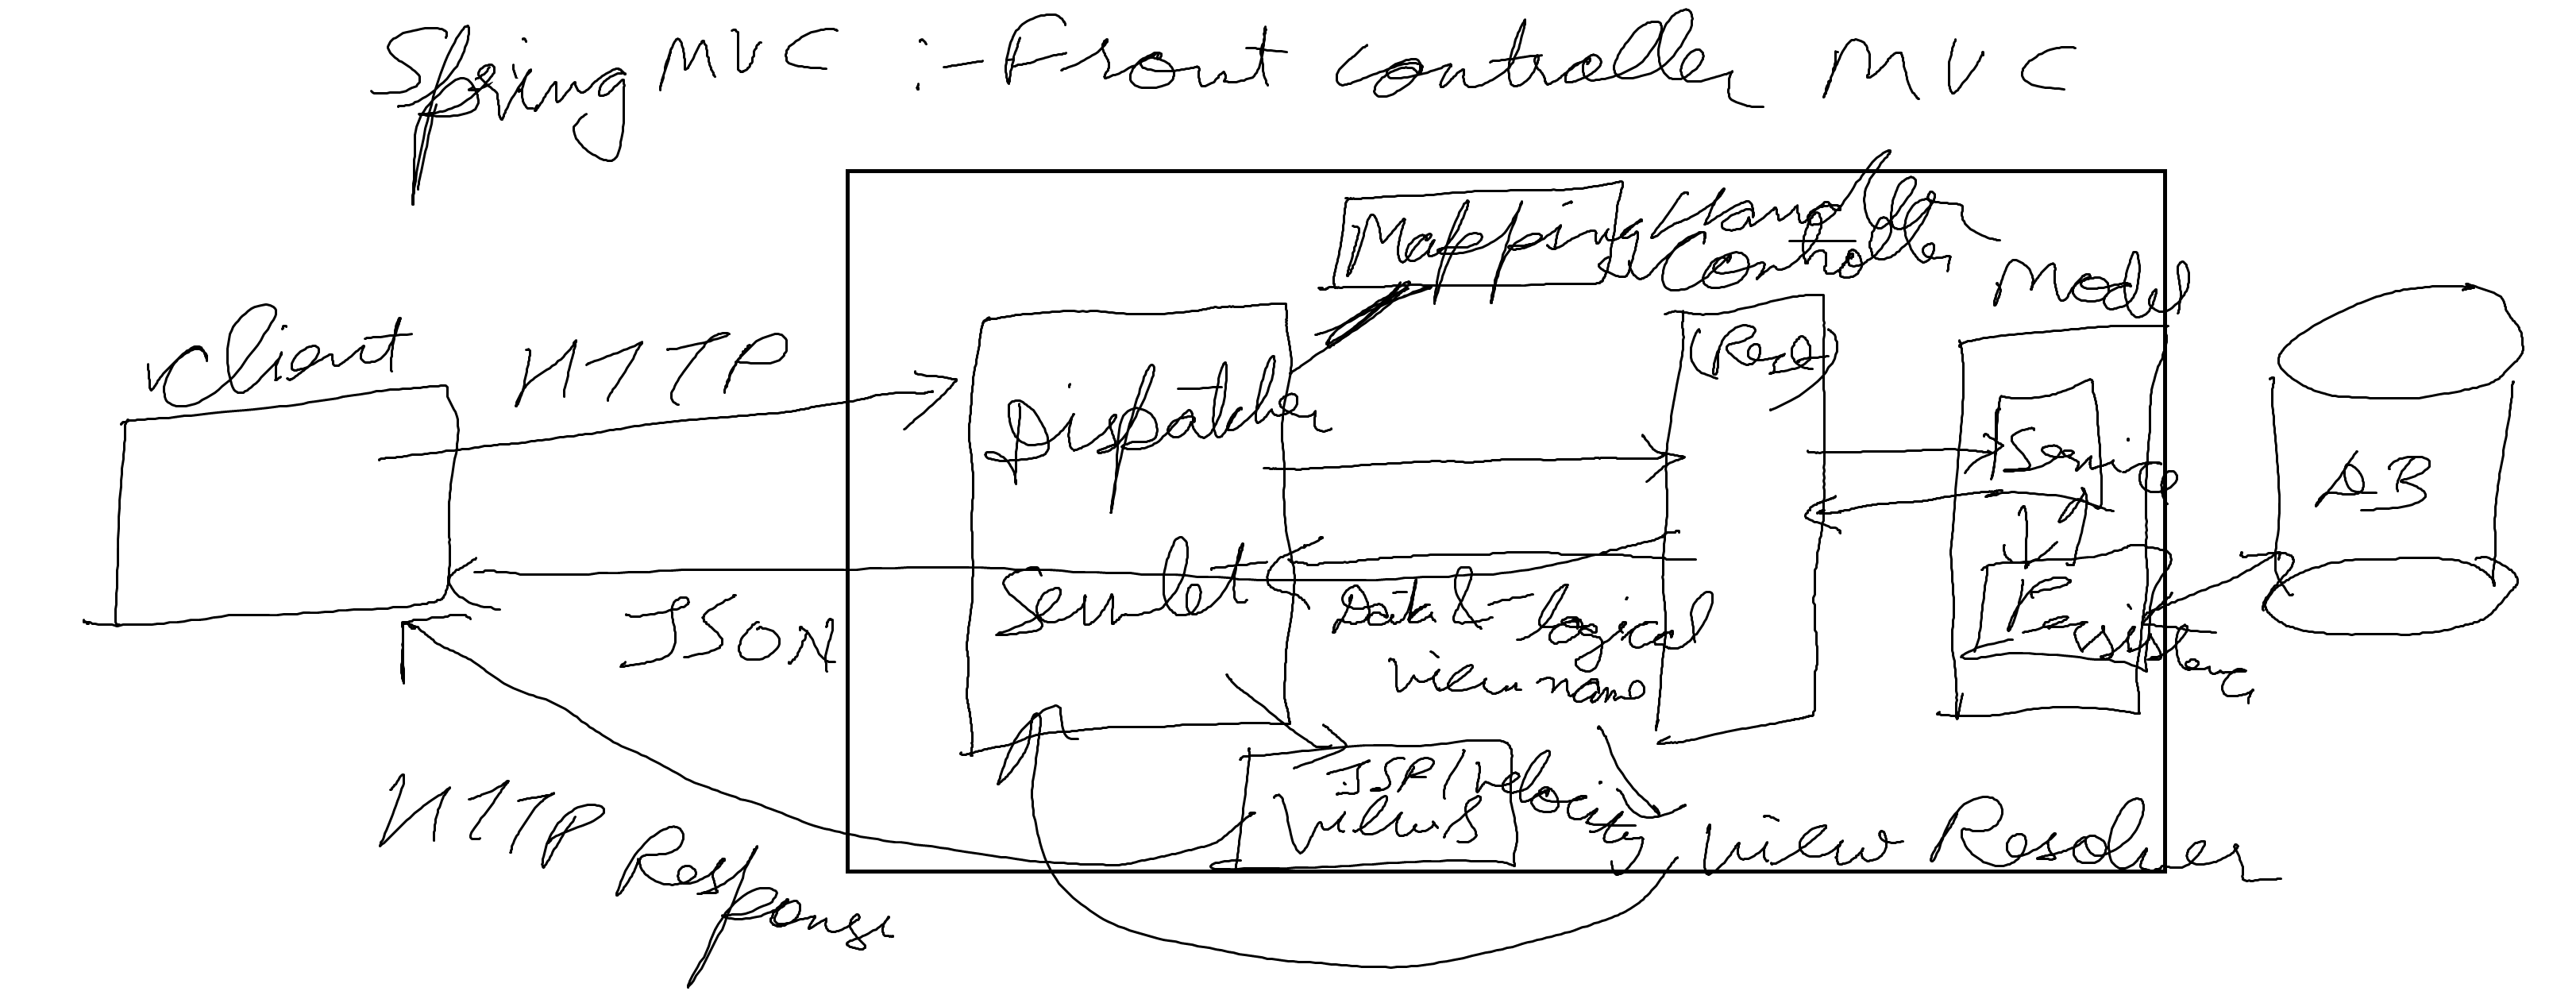 Spring MVC :- Front Controller MVC
Mapping Handler
Controller
Model
Client
HTTP
(Rest)
Dispatcher
Servlet
Service
DB
JSON
Data & logical
view name
Persistence
JSP/Velocity
Views
View Resolver
HTTP Response